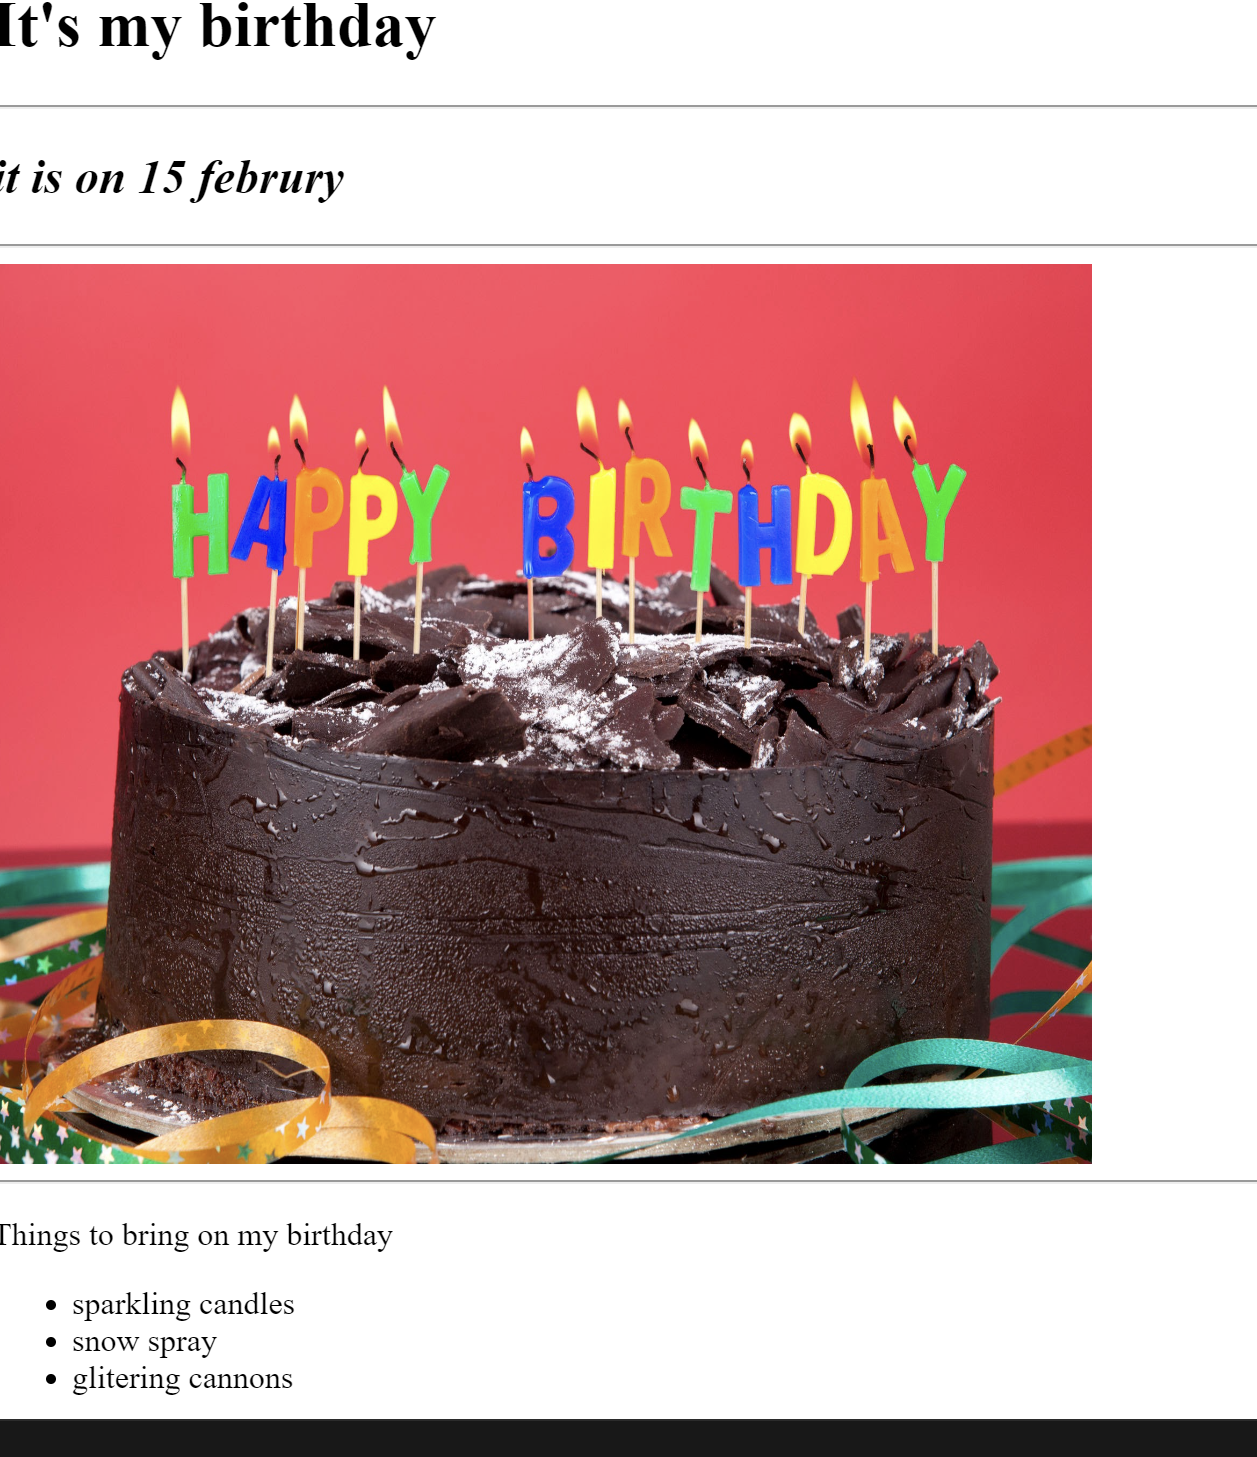 It's my birthday
it is on 15 februry
HAPPY BIRTHDAY
Things to bring on my birthday
sparkling candles
snow spray
glitering cannons